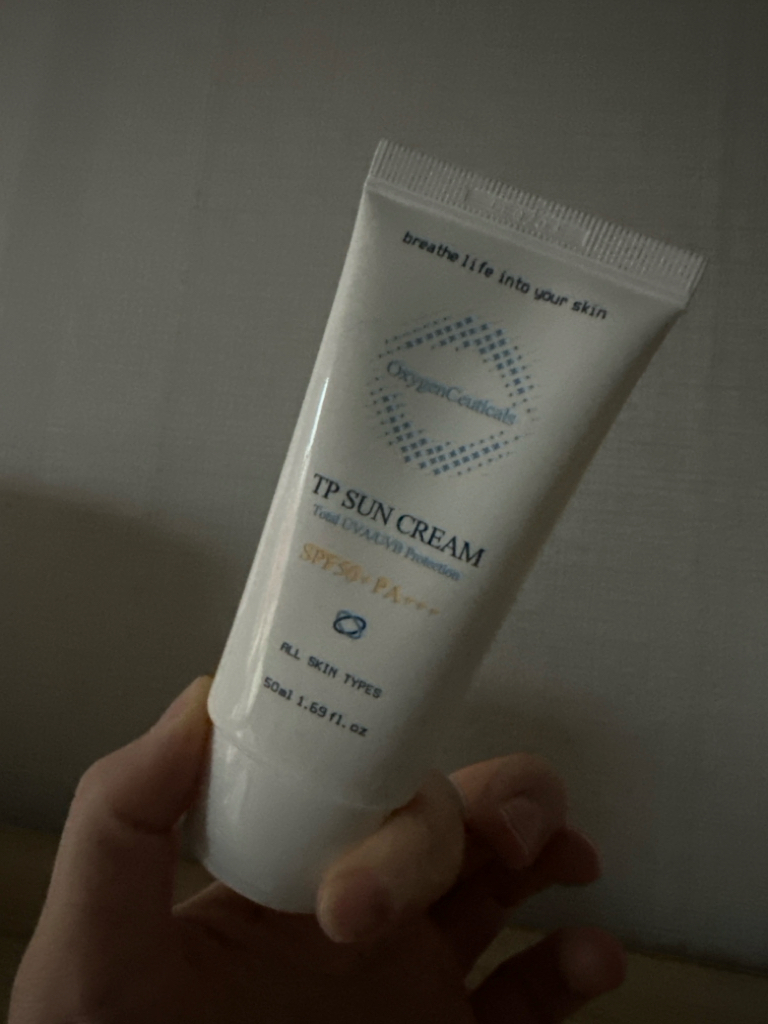 breathe life into your skin
OxygenCeuticals
TP SUN CREAM
Total UVA/UVB Protection
SPF50+ PA+++
ALL SKIN TYPES
50ml 1.69 fl. oz